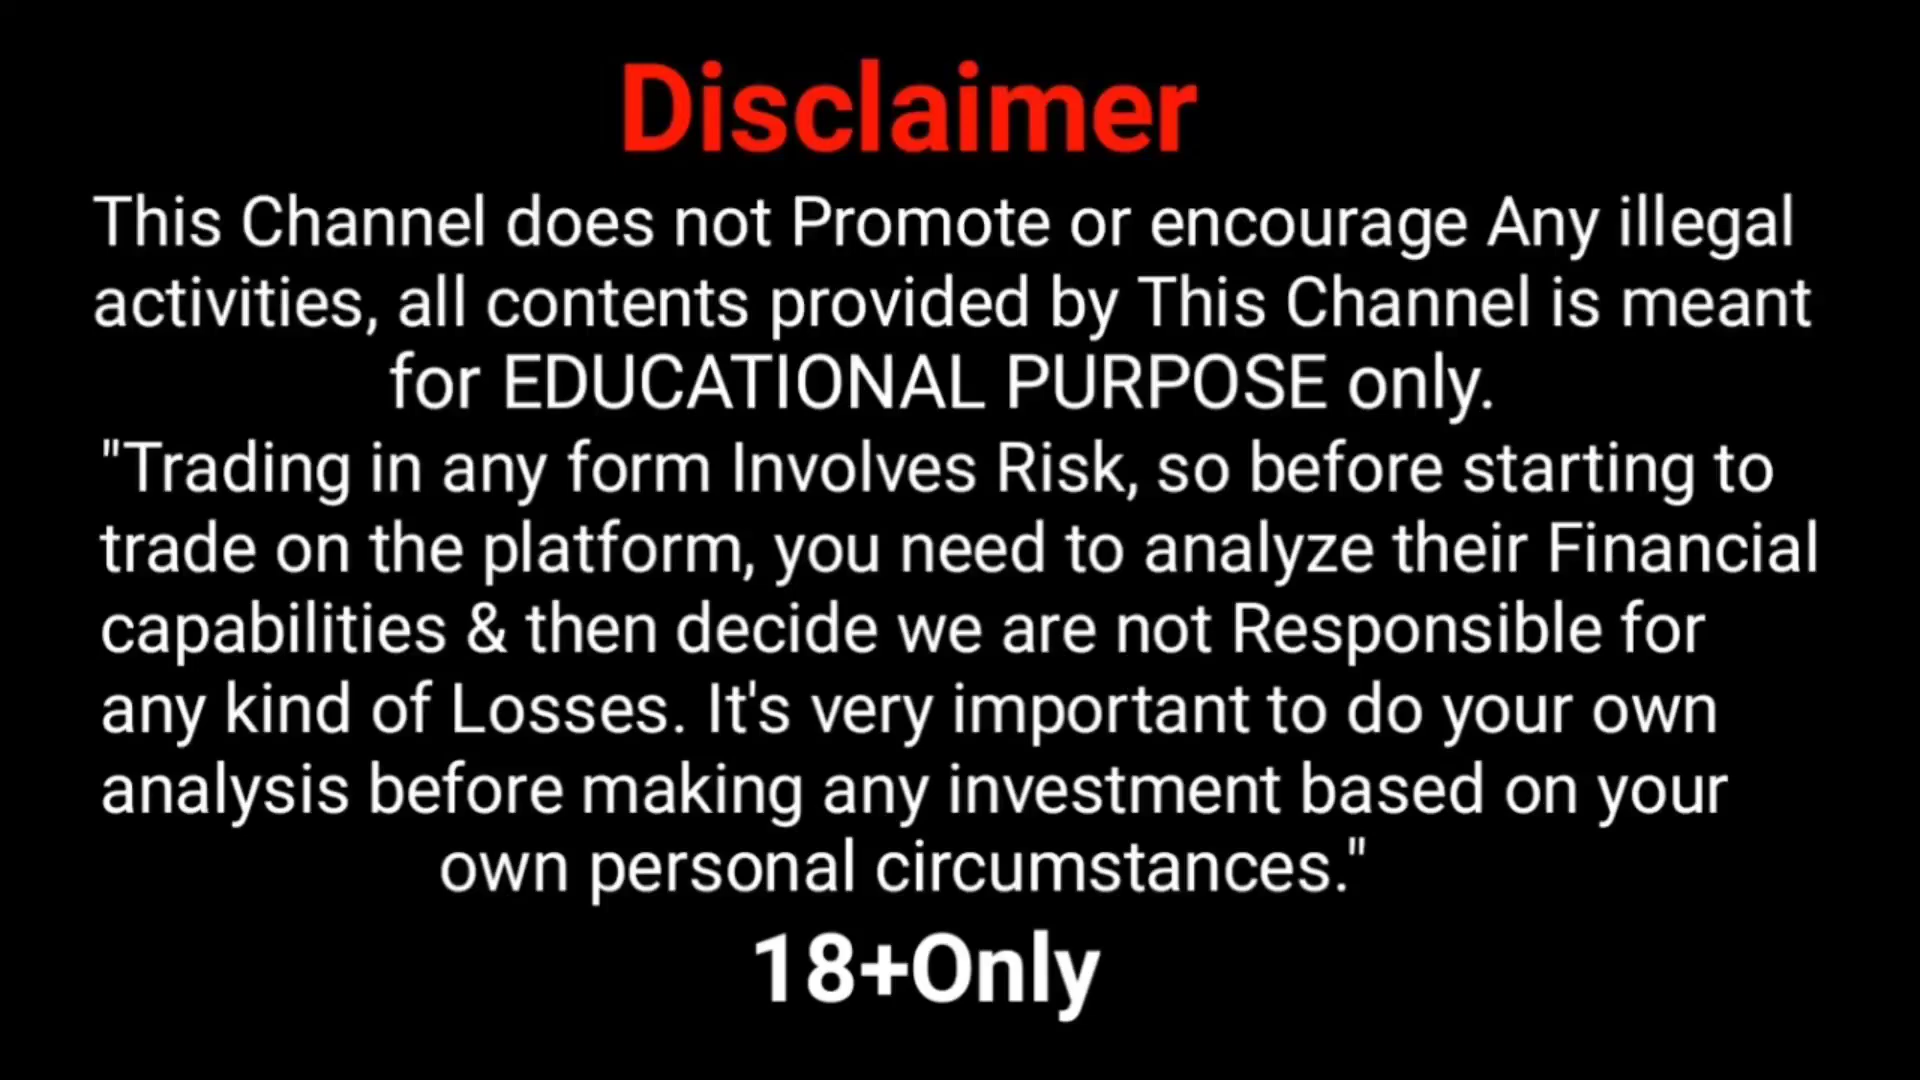 Disclaimer
This Channel does not Promote or encourage Any illegal
activities, all contents provided by This Channel is meant
for EDUCATIONAL PURPOSE only.
"Trading in any form Involves Risk, so before starting to
trade on the platform, you need to analyze their Financial
capabilities & then decide we are not Responsible for
any kind of Losses. It's very important to do your own
analysis before making any investment based on your
own personal circumstances."
18+Only